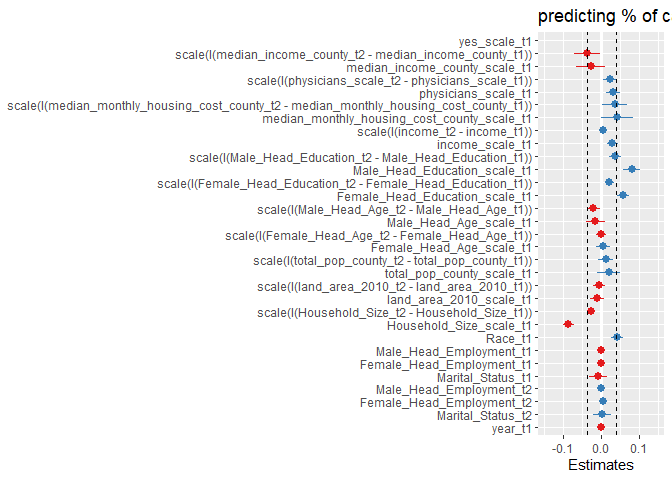 predicting % of c
yes_scale_t1
scale(I(median_income_county_t2 - median_income_county_t1))
median_income_county_scale_t1
scale(I(physicians_scale_t2 - physicians_scale_t1))
physicians_scale_t1
scale(I(median_monthly_housing_cost_county_t2 - median_monthly_housing_cost_county_t1))
median_monthly_housing_cost_county_scale_t1
scale(I(income_t2 - income_t1))
income_scale_t1
scale(I(Male_Head_Education_t2 - Male_Head_Education_t1))
Male_Head_Education_scale_t1
scale(I(Female_Head_Education_t2 - Female_Head_Education_t1))
Female_Head_Education_scale_t1
scale(I(Male_Head_Age_t2 - Male_Head_Age_t1))
Male_Head_Age_scale_t1
scale(I(Female_Head_Age_t2 - Female_Head_Age_t1))
Female_Head_Age_scale_t1
scale(I(total_pop_county_t2 - total_pop_county_t1))
total_pop_county_scale_t1
scale(I(land_area_2010_t2 - land_area_2010_t1))
land_area_2010_scale_t1
scale(I(Household_Size_t2 - Household_Size_t1))
Household_Size_scale_t1
Race_t1
Male_Head_Employment_t1
Female_Head_Employment_t1
Marital_Status_t1
Male_Head_Employment_t2
Female_Head_Employment_t2
Marital_Status_t2
year_t1
-0.1 0.0 0.1
Estimates